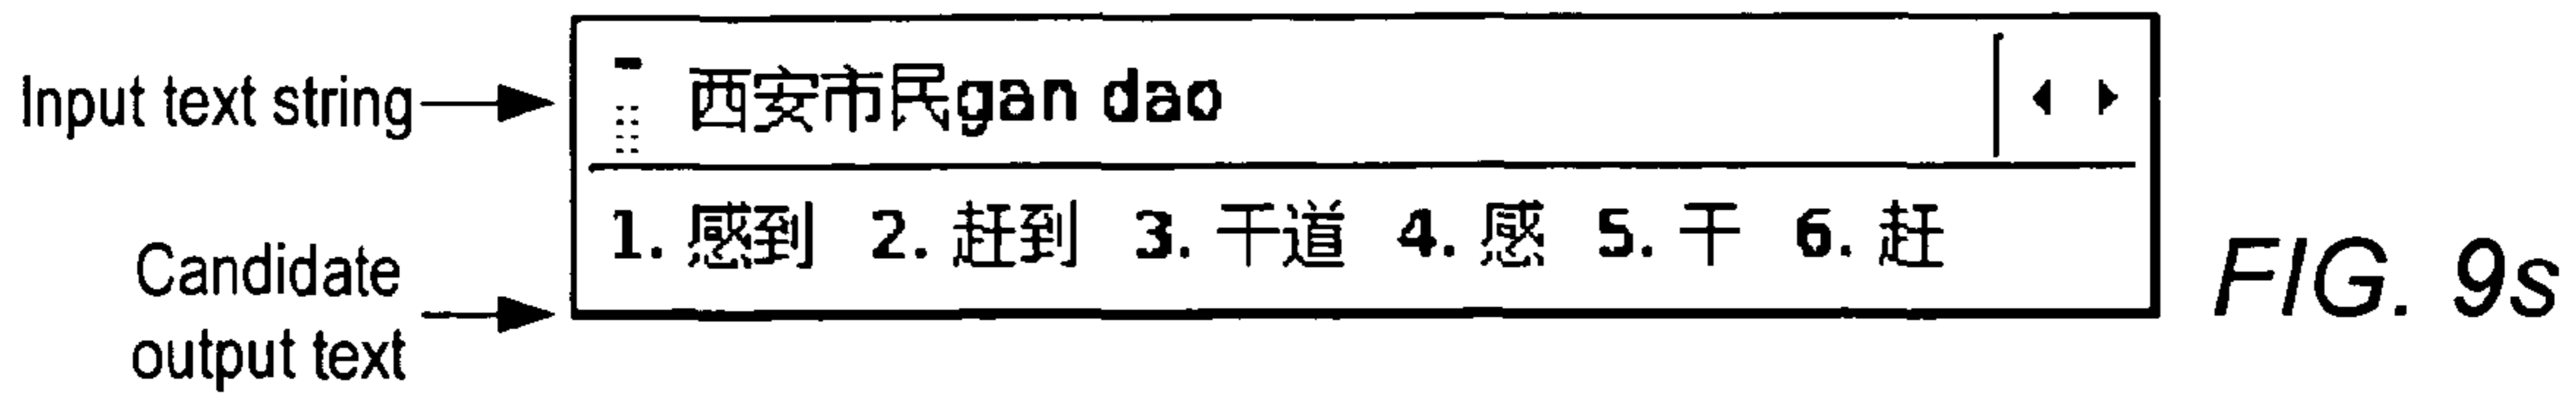 Input text string
西安市民gan dao
Candidate
output text
1. 感到 2. 赶到 3. 干道 4. 感 5. 干 6. 赶
FIG. 9s